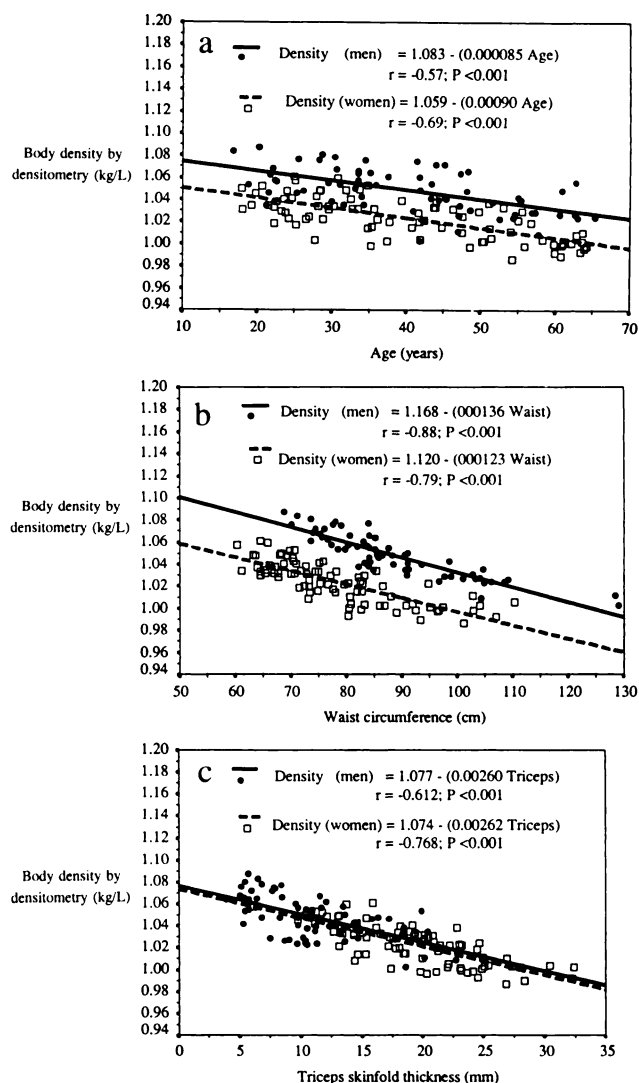 a
Density (men) = 1.083 - (0.000085 Age)
r = -0.57; P <0.001
Density (women) = 1.059 - (0.00090 Age)
r = -0.69; P <0.001
Body density by
densitometry (kg/L)
1.20
1.18
1.16
1.14
1.12
1.10
1.08
1.06
1.04
1.02
1.00
0.98
0.96
0.94
10 20 30 40 50 60 70
Age (years)
b
Density (men) = 1.168 - (000136 Waist)
r = -0.88; P <0.001
Density (women) = 1.120 - (000123 Waist)
r = -0.79; P <0.001
Body density by
densitometry (kg/L)
1.20
1.18
1.16
1.14
1.12
1.10
1.08
1.06
1.04
1.02
1.00
0.98
0.96
0.94
50 60 70 80 90 100 110 120 130
Waist circumference (cm)
c
Density (men) = 1.077 - (0.00260 Triceps)
r = -0.612; P <0.001
Density (women) = 1.074 - (0.00262 Triceps)
r = -0.768; P <0.001
Body density by
densitometry (kg/L)
1.20
1.18
1.16
1.14
1.12
1.10
1.08
1.06
1.04
1.02
1.00
0.98
0.96
0.94
0 5 10 15 20 25 30 35
Triceps skinfold thickness (mm)